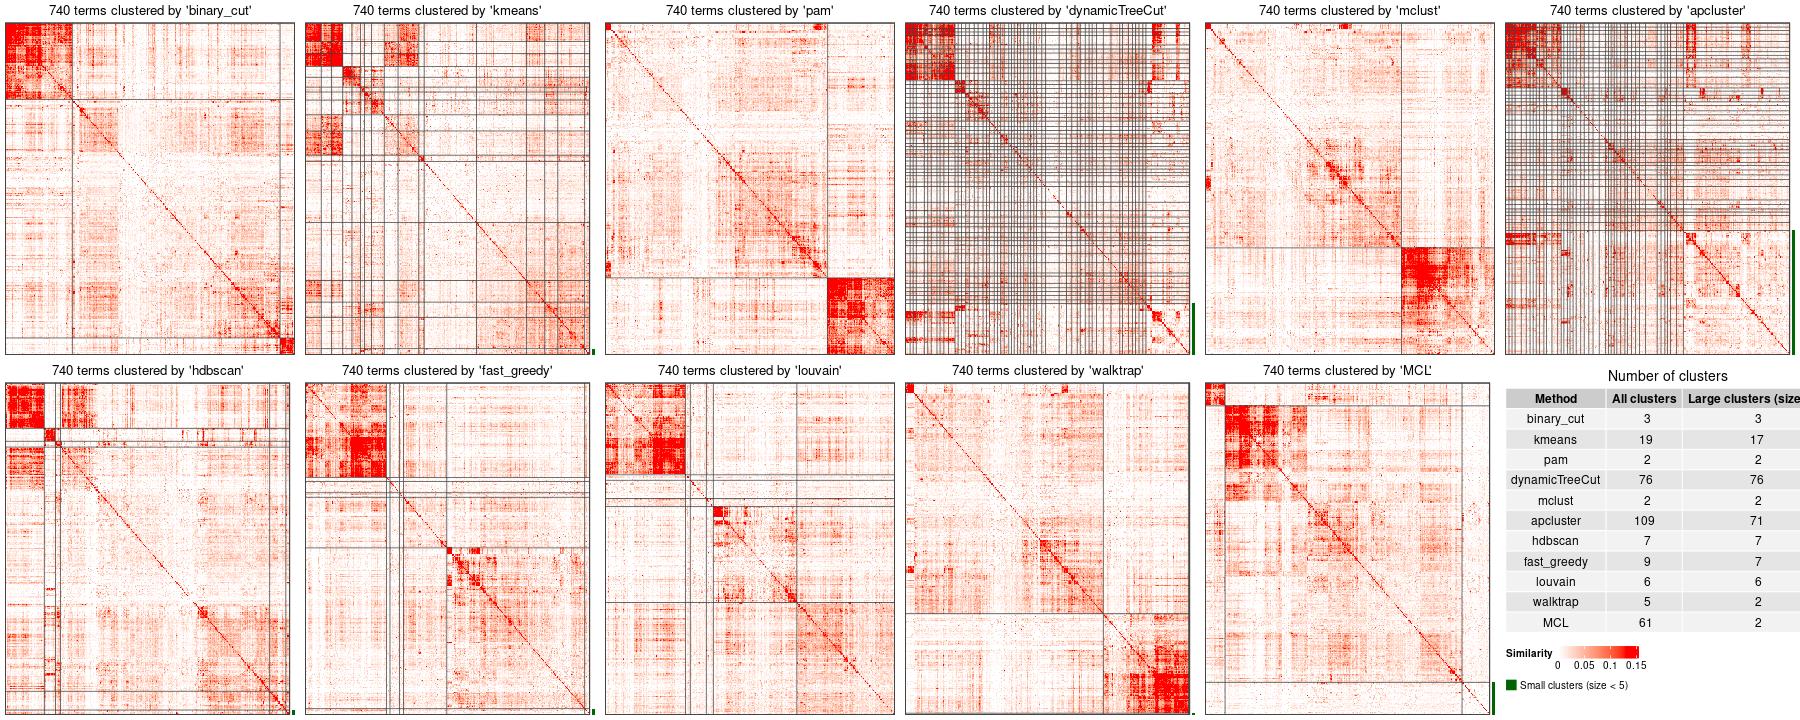 740 terms clustered by 'binary_cut'
740 terms clustered by 'kmeans'
740 terms clustered by 'pam'
740 terms clustered by 'dynamicTreeCut'
740 terms clustered by 'mclust'
740 terms clustered by 'apcluster'
740 terms clustered by 'hdbscan'
740 terms clustered by 'fast_greedy'
740 terms clustered by 'louvain'
740 terms clustered by 'walktrap'
740 terms clustered by 'MCL'
Number of clusters
Method All clusters Large clusters (size
binary_cut 3 3
kmeans 19 17
pam 2 2
dynamicTreeCut 76 76
mclust 2 2
apcluster 109 71
hdbscan 7 7
fast_greedy 9 7
louvain 6 6
walktrap 5 2
MCL 61 2
Similarity
0 0.05 0.1 0.15
Small clusters (size < 5)